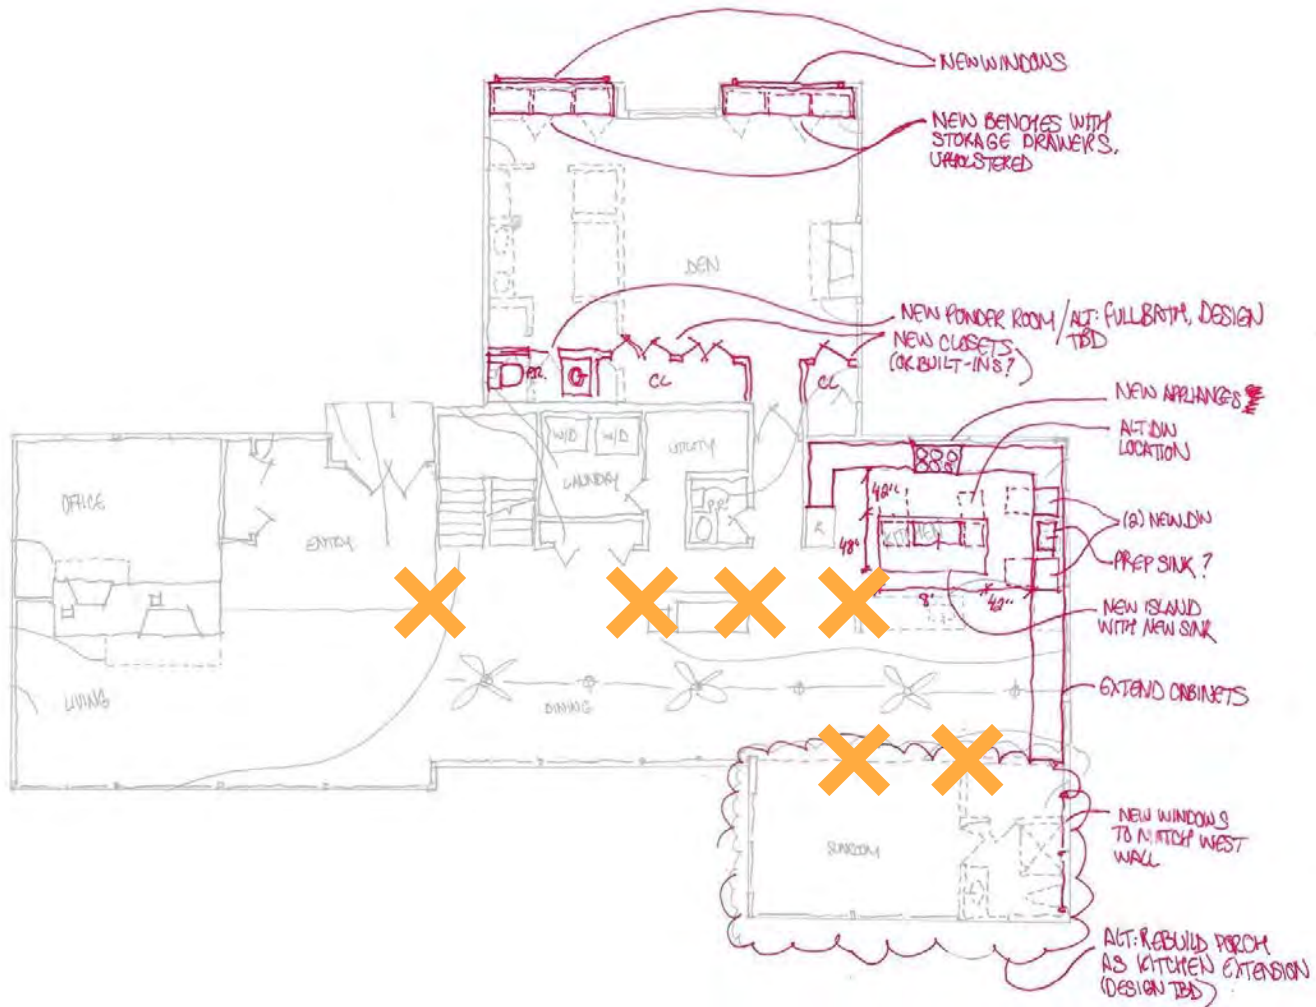 NEW WINDOWS
NEW BENCHES WITH
STORAGE DRAWERS,
UPHOLSTERED
DEN
NEW POWDER ROOM / ALT: FULL BATH, DESIGN
TBD
NEW CLOSETS
(OR BUILT-INS?)
P.R.
CL
CL
NEW APPLIANCES
ALT. DW
LOCATION
W/D
W/D
UTILITY
LAUNDRY
P.R.
OFFICE
ENTRY
42"
KITCHEN
48"
(2) NEW DW
PREP SINK?
8'
42"
NEW ISLAND
WITH NEW SINK
EXTEND CABINETS
LIVING
DINING
NEW WINDOWS
TO MATCH WEST
WALL
SUNROOM
ALT: REBUILD PORCH
AS KITCHEN EXTENSION
(DESIGN TBD)